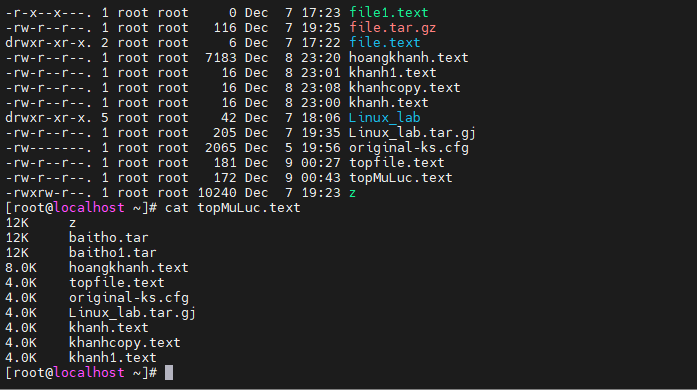 -r-x--x---. 1 root root     0 Dec  7 17:23 file1.text
-rw-r--r--. 1 root root   116 Dec  7 19:25 file.tar.gz
drwxr-xr-x. 2 root root     6 Dec  7 17:22 file.text
-rw-r--r--. 1 root root  7183 Dec  8 23:20 hoangkhanh.text
-rw-r--r--. 1 root root    16 Dec  8 23:01 khanh1.text
-rw-r--r--. 1 root root    16 Dec  8 23:08 khanhcopy.text
-rw-r--r--. 1 root root    16 Dec  8 23:00 khanh.text
drwxr-xr-x. 5 root root    42 Dec  7 18:06 Linux_lab
-rw-r--r--. 1 root root   205 Dec  7 19:35 Linux_lab.tar.gj
-rw-------. 1 root root  2065 Dec  5 19:56 original-ks.cfg
-rw-r--r--. 1 root root   181 Dec  9 00:27 topfile.text
-rw-r--r--. 1 root root   172 Dec  9 00:43 topMuLuc.text
-rwxrw-r--. 1 root root 10240 Dec  7 19:23 z
[root@localhost ~]# cat topMuLuc.text
12K     z
12K     baitho.tar
12K     baitho1.tar
8.0K    hoangkhanh.text
4.0K    topfile.text
4.0K    original-ks.cfg
4.0K    Linux_lab.tar.gj
4.0K    khanh.text
4.0K    khanhcopy.text
4.0K    khanh1.text
[root@localhost ~]#